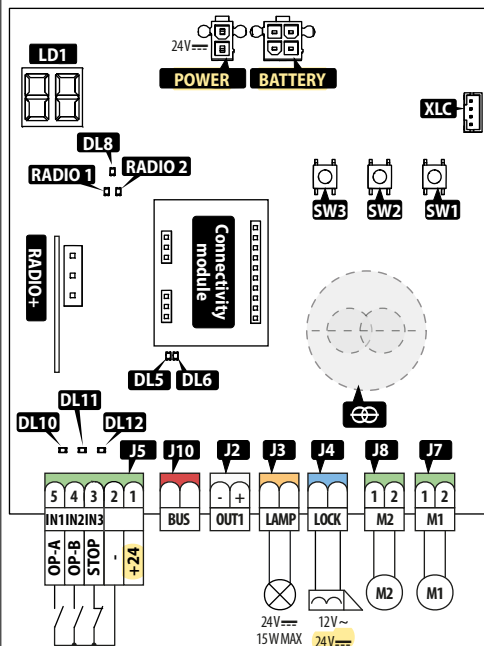 24V⎓
LD1
POWER
BATTERY
XLC
DL8
RADIO 1
RADIO 2
SW3
SW2
SW1
Connectivity
module
RADIO+
DL5
DL6
DL11
DL10
DL12
J5
J10
J2
J3
J4
J8
J7
5 4 3 2 1
- +
1 2
1 2
IN1 IN2 IN3
BUS
OUT1
LAMP
LOCK
M2
M1
OP-A
OP-B
STOP
-
+24
M2
M1
24V⎓
15W MAX
12V~
24V⎓